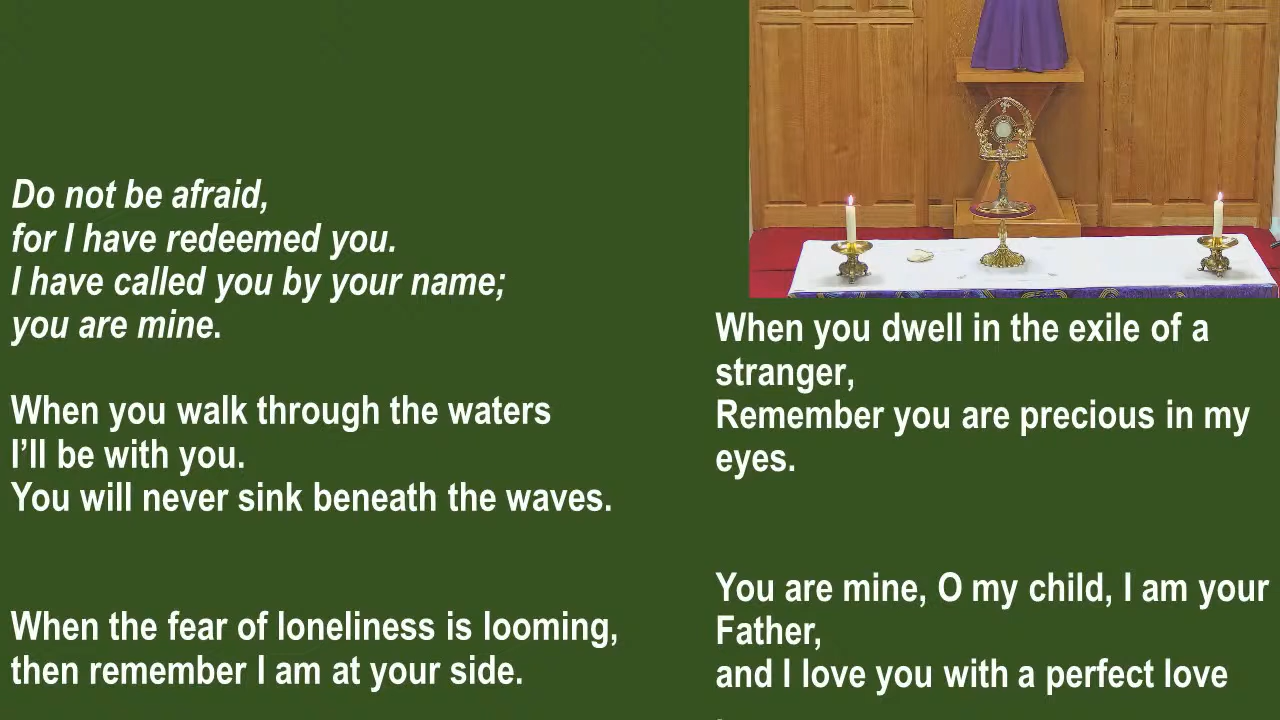 Do not be afraid,
for I have redeemed you.
I have called you by your name;
you are mine.
When you walk through the waters
I’ll be with you.
You will never sink beneath the waves.
When the fear of loneliness is looming,
then remember I am at your side.
When you dwell in the exile of a
stranger,
Remember you are precious in my
eyes.
You are mine, O my child, I am your
Father,
and I love you with a perfect love